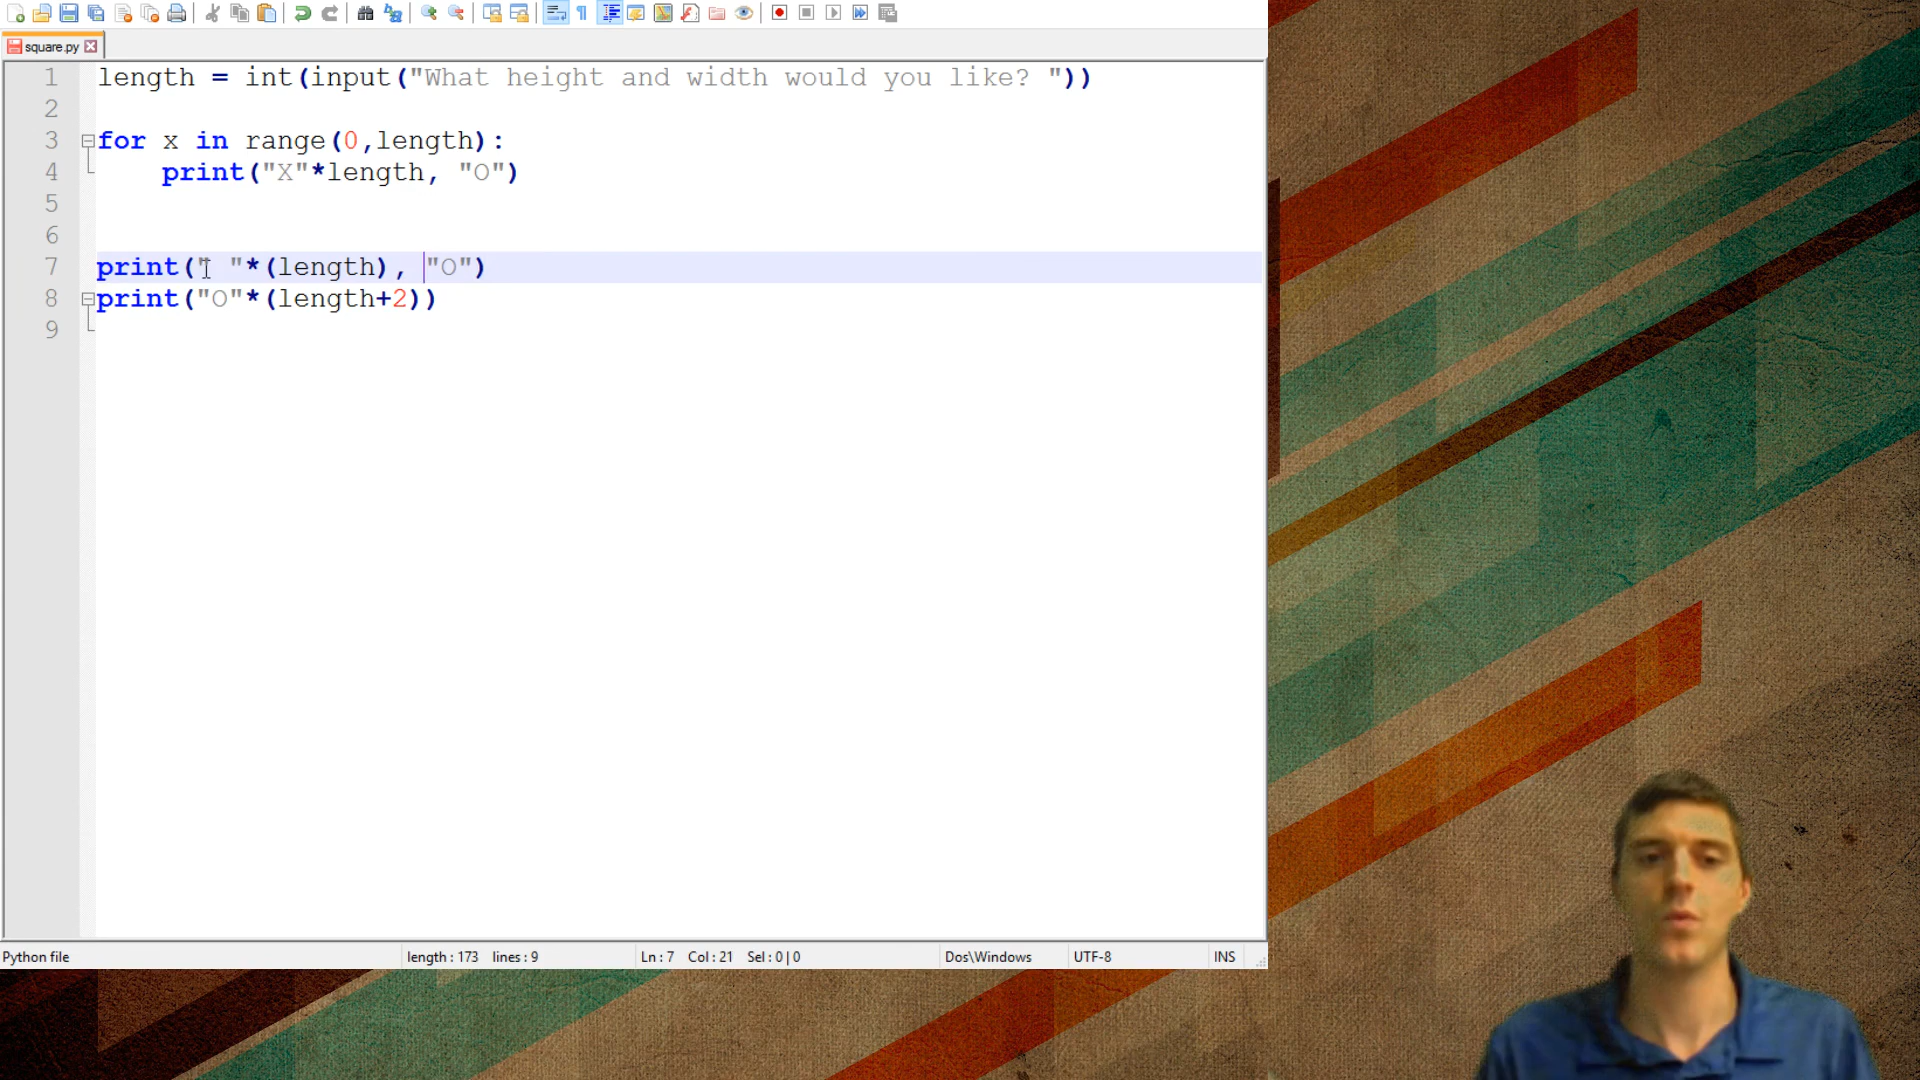 square.py
1 length = int(input("What height and width would you like? "))
2
3 for x in range(0,length):
4     print("X"*length, "O")
5
6
7 print(" "*(length), "O")
8 print("O"*(length+2))
9
Python file length : 173 lines : 9 Ln : 7 Col : 21 Sel : 0 | 0 Dos\Windows UTF-8 INS